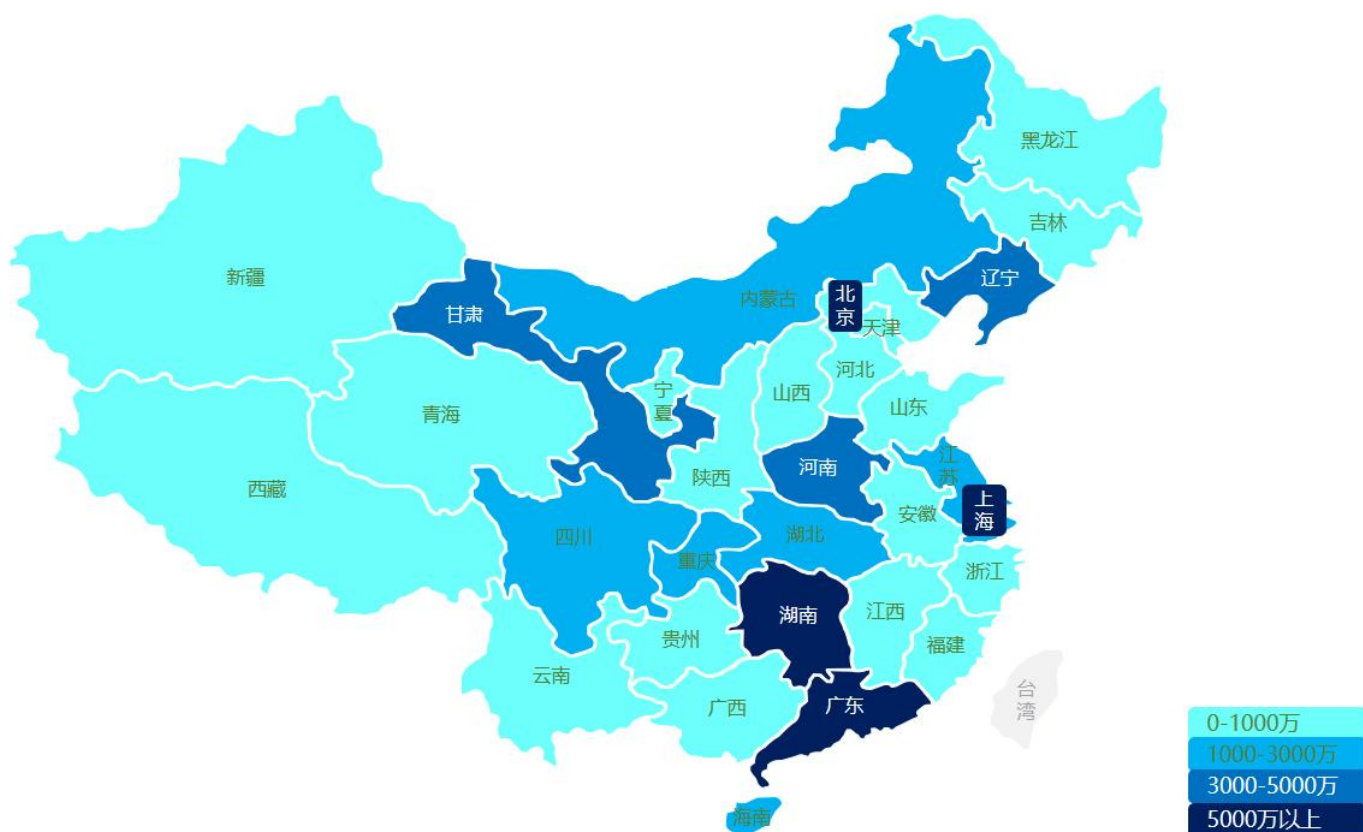 黑龙江
吉林
新疆
辽宁
内蒙古
北京
甘肃
天津
河北
宁夏
山西
山东
青海
江苏
河南
陕西
西藏
上海
安徽
四川
湖北
重庆
浙江
湖南
江西
贵州
福建
云南
台湾
广东
广西
海南
0-1000万
1000-3000万
3000-5000万
5000万以上